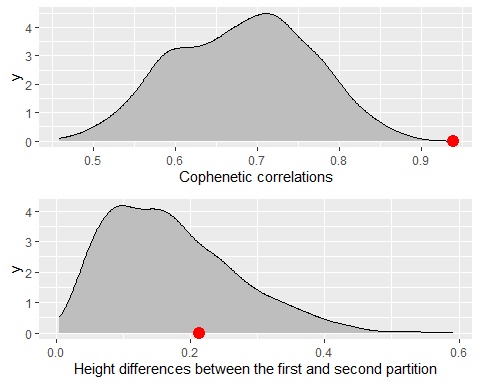 4
3
2
1
0
y
0.5 0.6 0.7 0.8 0.9
Cophenetic correlations
4
3
2
1
0
y
0.0 0.2 0.4 0.6
Height differences between the first and second partition